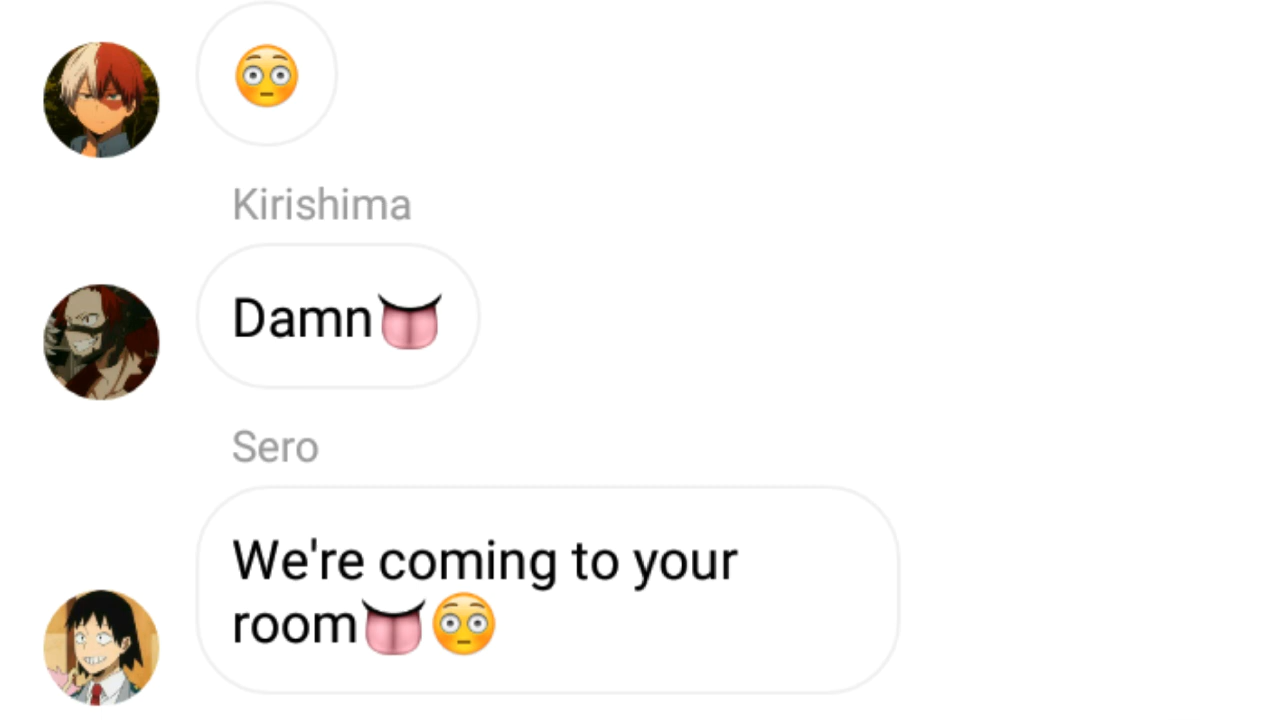 😳
Kirishima
Damn👅
Sero
We're coming to your
room👅😳